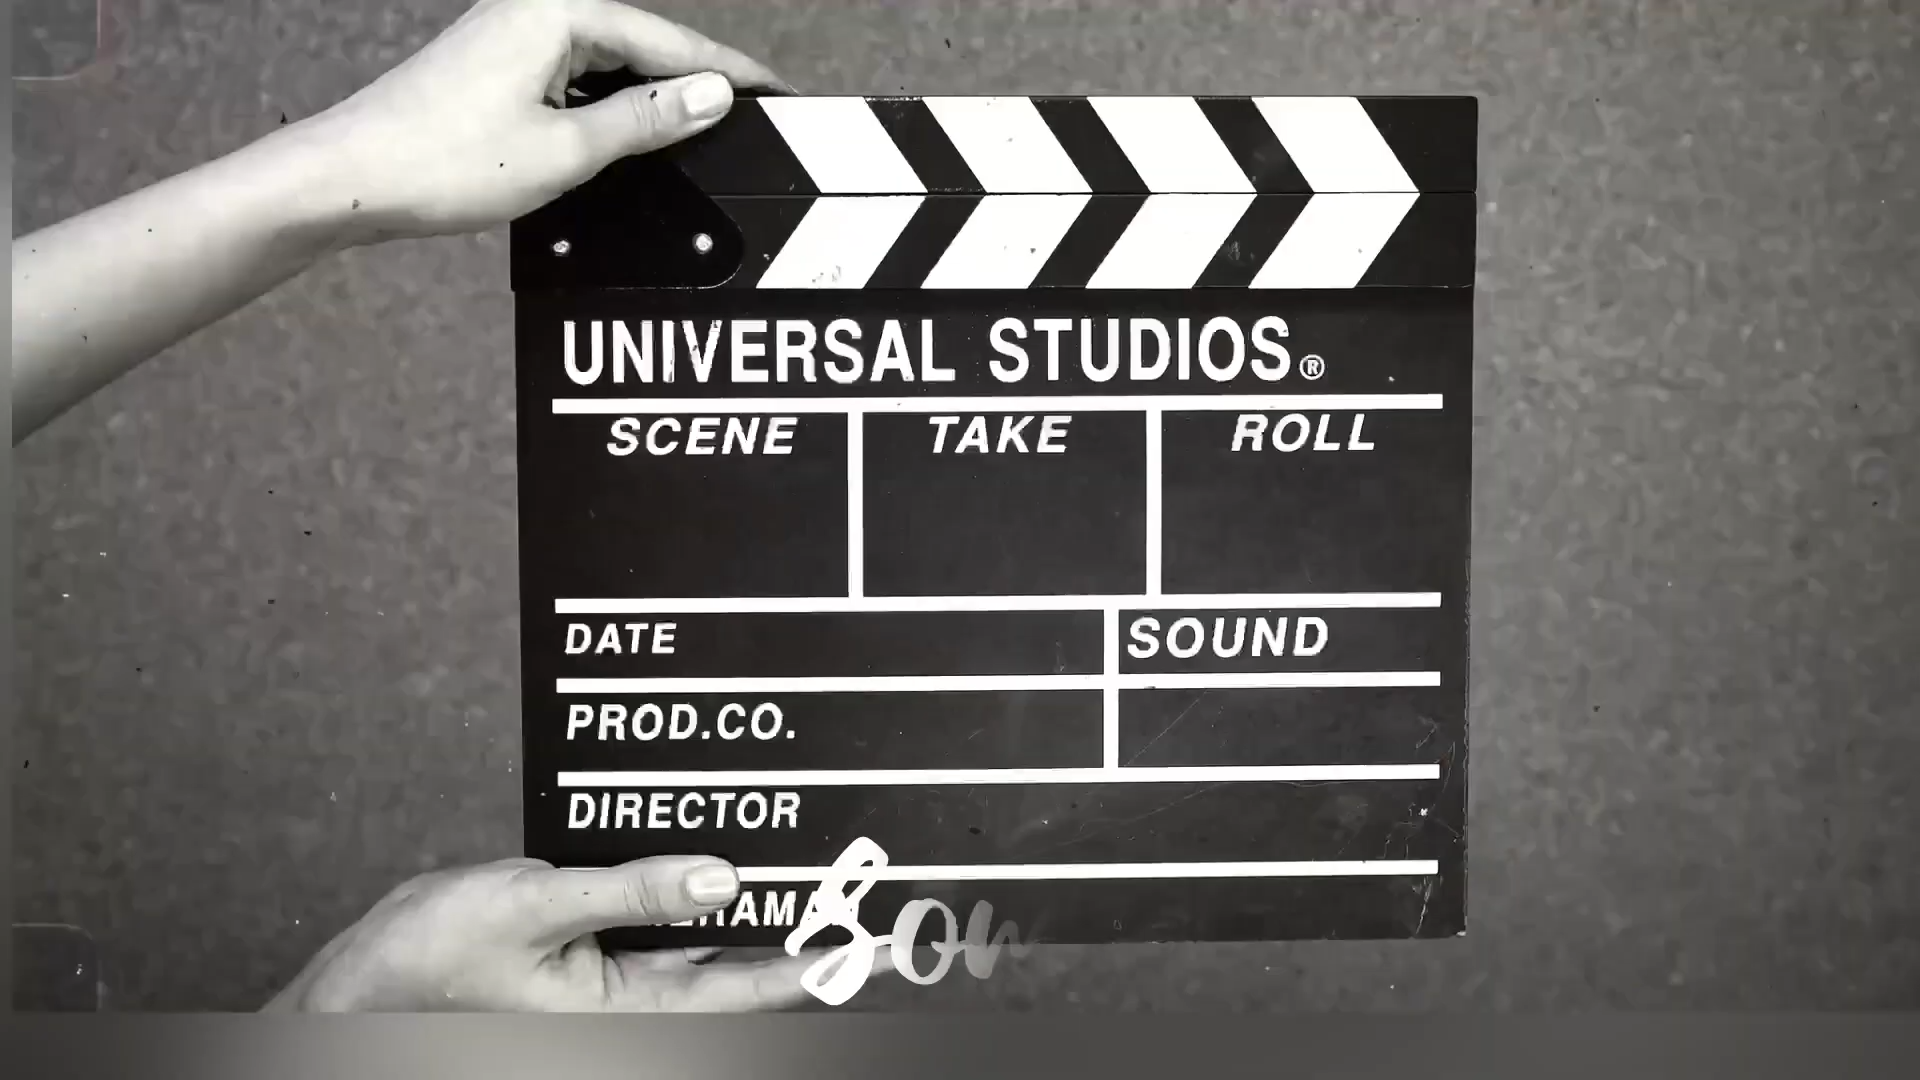 UNIVERSAL STUDIOS®
SCENE TAKE ROLL
DATE SOUND
PROD.CO.
DIRECTOR